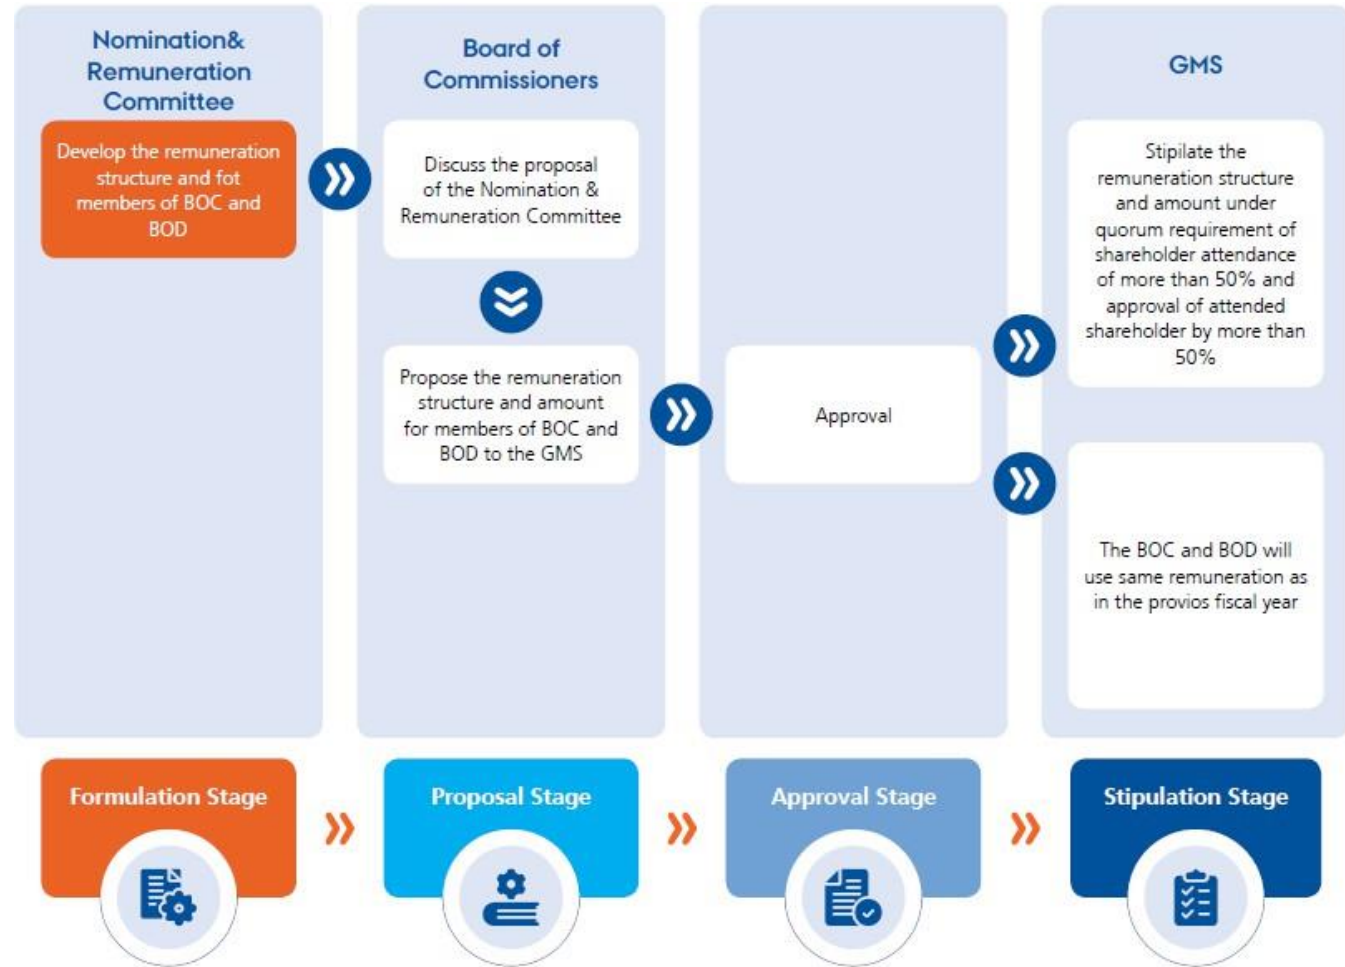 Nomination&
Remuneration
Committee
Develop the remuneration
structure and fot
members of BOC and
BOD
Board of
Commissioners
Discuss the proposal
of the Nomination &
Remuneration Committee
Propose the remuneration
structure and amount
for members of BOC and
BOD to the GMS
Approval
GMS
Stipilate the
remuneration structure
and amount under
quorum requirement of
shareholder attendance
of more than 50% and
approval of attended
shareholder by more than
50%
The BOC and BOD will
use same remuneration as
in the provios fiscal year
Formulation Stage
Proposal Stage
Approval Stage
Stipulation Stage